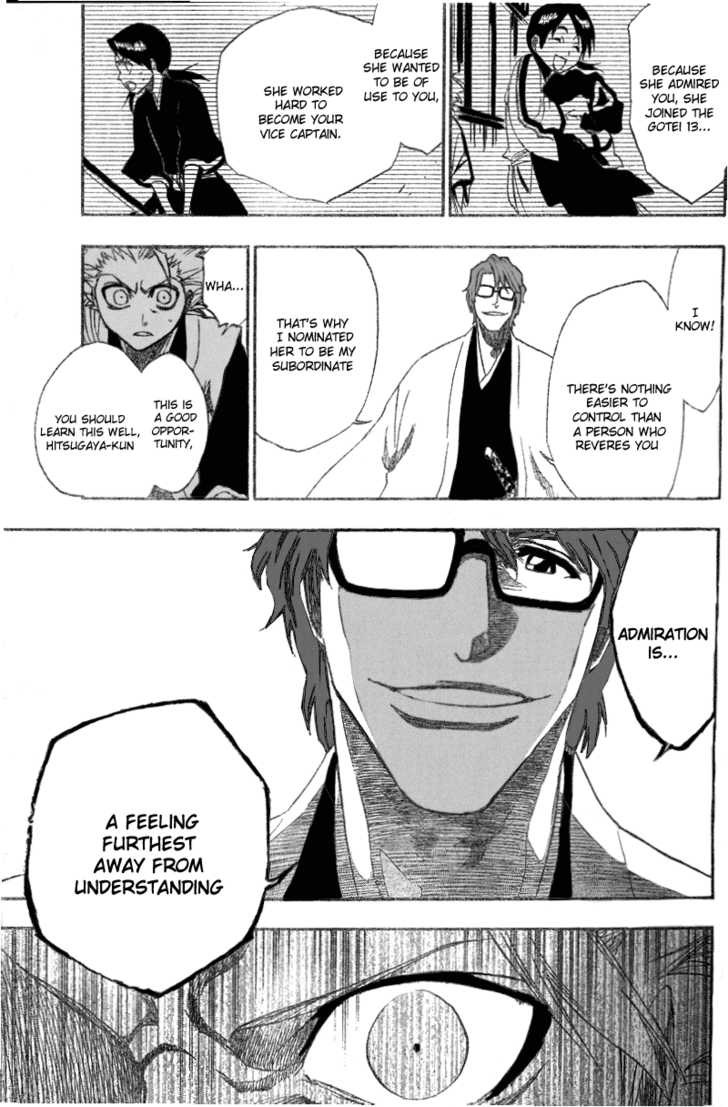 BECAUSE
SHE ADMIRED
YOU, SHE
JOINED THE
GOTEI 13...
BECAUSE
SHE WANTED
TO BE OF
USE TO YOU,
SHE WORKED
HARD TO
BECOME YOUR
VICE CAPTAIN.
I
KNOW!
THERE'S NOTHING
EASIER TO
CONTROL THAN
A PERSON WHO
REVERES YOU
THAT'S WHY
I NOMINATED
HER TO BE MY
SUBORDINATE
WHA...
THIS IS
A GOOD
OPPOR-
TUNITY,
YOU SHOULD
LEARN THIS WELL,
HITSUGAYA-KUN
ADMIRATION
IS...
A FEELING
FURTHEST
AWAY FROM
UNDERSTANDING